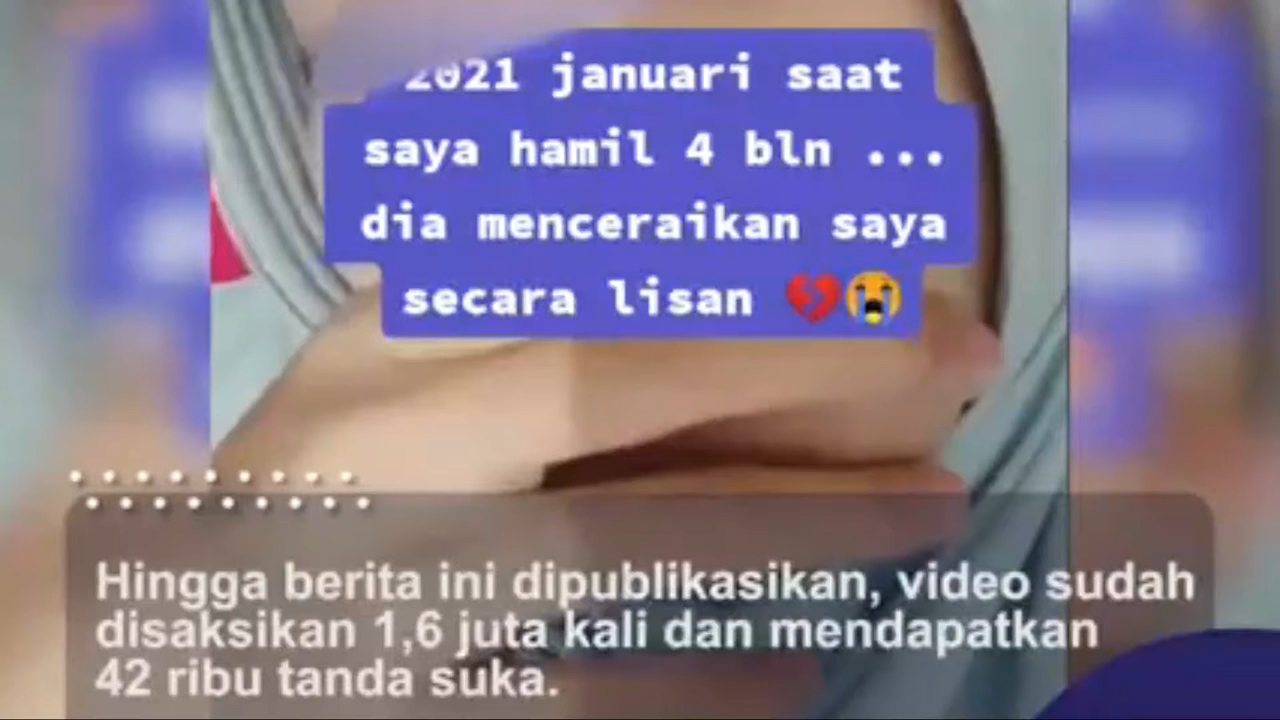 2021 januari saat
saya hamil 4 bln ...
dia menceraikan saya
secara lisan 💔😭
Hingga berita ini dipublikasikan, video sudah
disaksikan 1,6 juta kali dan mendapatkan
42 ribu tanda suka.